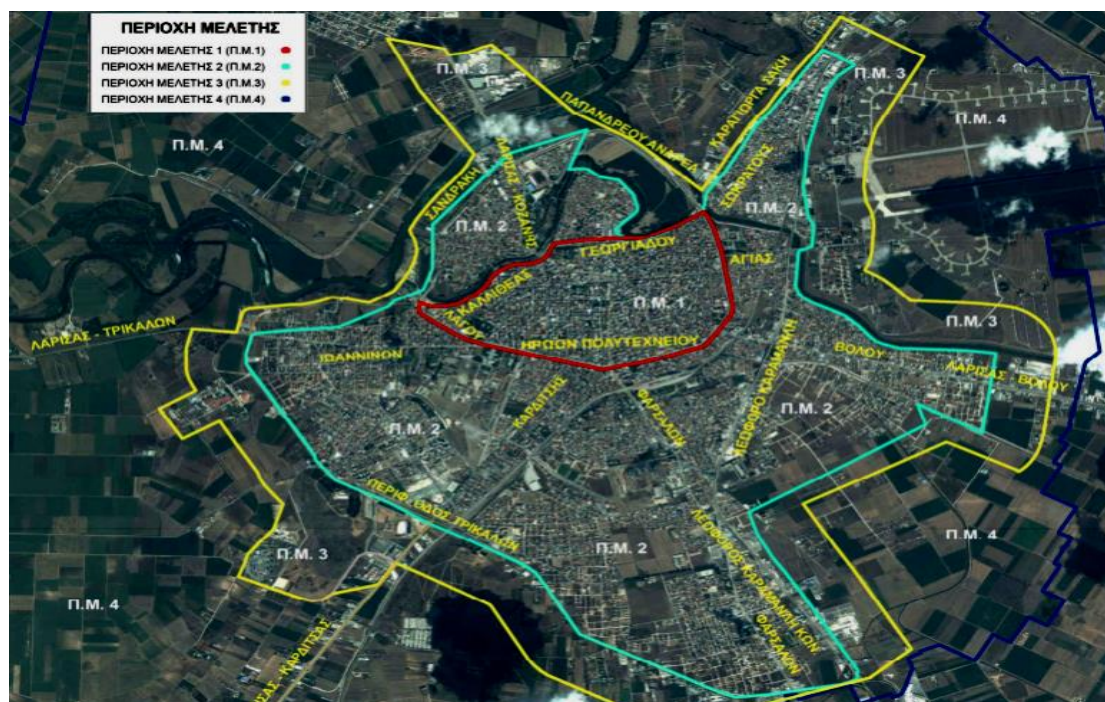 ΠΕΡΙΟΧΗ ΜΕΛΕΤΗΣ
ΠΕΡΙΟΧΗ ΜΕΛΕΤΗΣ 1 (Π.Μ.1)
ΠΕΡΙΟΧΗ ΜΕΛΕΤΗΣ 2 (Π.Μ.2)
ΠΕΡΙΟΧΗ ΜΕΛΕΤΗΣ 3 (Π.Μ.3)
ΠΕΡΙΟΧΗ ΜΕΛΕΤΗΣ 4 (Π.Μ.4)
Π.Μ. 3
ΚΑΡΑΓΙΩΡΓΑ ΣΑΚΗ
Π.Μ. 3
ΠΑΠΑΝΔΡΕΟΥ ΑΝΔΡΕΑ
Π.Μ. 4
Π.Μ. 4
ΛΑΡΙΣΑΣ ΚΟΖΑΝΗΣ
ΣΩΚΡΑΤΟΥΣ
ΣΑΝΔΡΑΚΗ
Π.Μ. 2
Π.Μ. 2
ΓΕΩΡΓΙΑΔΟΥ
ΑΓΙΑΣ
ΚΑΛΛΙΘΕΑΣ
Π.Μ. 1
ΛΑΓΟΥ
Π.Μ. 3
ΛΑΡΙΣΑΣ - ΤΡΙΚΑΛΩΝ
ΗΡΩΩΝ ΠΟΛΥΤΕΧΝΕΙΟΥ
ΙΩΑΝΝΙΝΩΝ
ΒΟΛΟΥ
ΛΑΡΙΣΑΣ - ΒΟΛΟΥ
ΛΕΩΦΟΡΟ ΚΑΡΑΜΑΝΛΗ
ΚΑΡΔΙΤΣΗΣ
ΦΑΡΣΑΛΩΝ
Π.Μ. 2
Π.Μ. 2
ΠΕΡΙΦ. ΟΔΟΣ ΤΡΙΚΑΛΩΝ
ΛΕΩΦΟΡΟΣ ΚΑΡΑΜΑΝΛΗ ΚΩΝ
Π.Μ. 4
Π.Μ. 3
Π.Μ. 2
Π.Μ. 4
ΦΑΡΣΑΛΩΝ
ΙΣΑΣ - ΚΑΡΔΙΤΣΑΣ